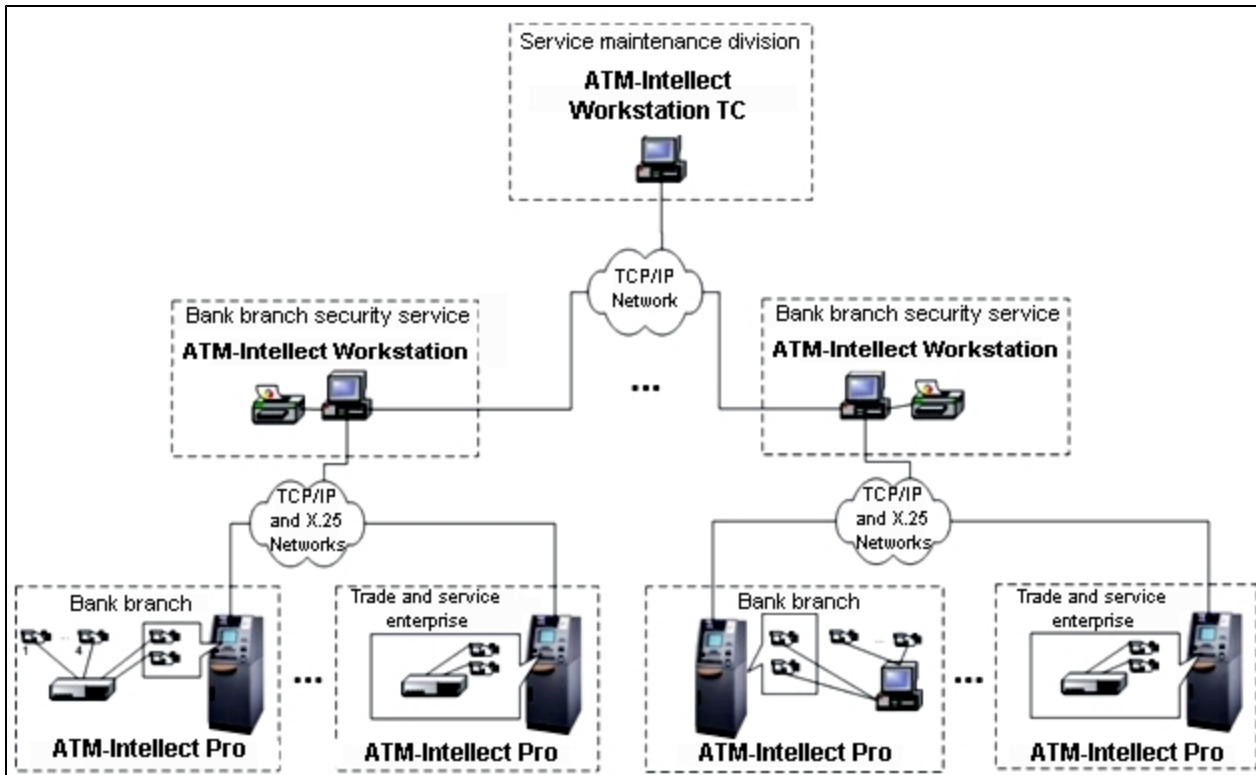 Service maintenance division
ATM-Intellect
Workstation TC
TCP/IP
Network
Bank branch security service
ATM-Intellect Workstation
Bank branch security service
ATM-Intellect Workstation
...
TCP/IP
and X.25
Networks
TCP/IP
and X.25
Networks
Bank branch
1 ... 4
ATM-Intellect Pro
...
Trade and service
enterprise
ATM-Intellect Pro
Bank branch
...
ATM-Intellect Pro
...
Trade and service
enterprise
ATM-Intellect Pro